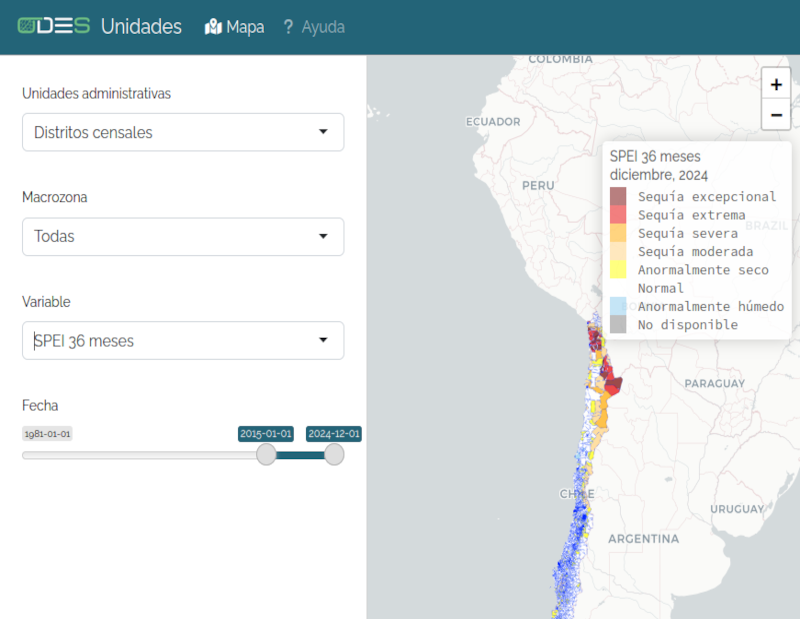 ODES Unidades Mapa ? Ayuda
Unidades administrativas
Distritos censales
Macrozona
Todas
Variable
SPEI 36 meses
Fecha
1981-01-01 2015-01-01 2024-12-01
COLOMBIA
ECUADOR
PERU
BRAZIL
PARAGUAY
CHILE
URUGUAY
ARGENTINA
+
−
SPEI 36 meses
diciembre, 2024
Sequía excepcional
Sequía extrema
Sequía severa
Sequía moderada
Anormalmente seco
Normal
Anormalmente húmedo
No disponible